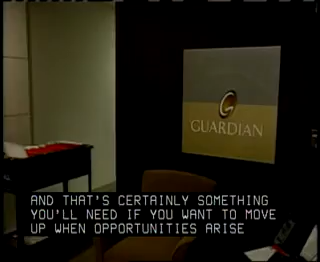 GUARDIAN
AND THAT'S CERTAINLY SOMETHING
YOU'LL NEED IF YOU WANT TO MOVE
UP WHEN OPPORTUNITIES ARISE